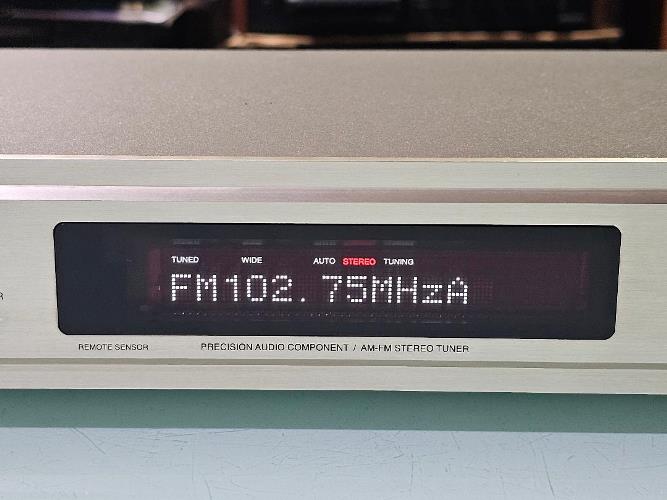 TUNED WIDE AUTO STEREO TUNING
FM102.75MHzA
REMOTE SENSOR PRECISION AUDIO COMPONENT / AM-FM STEREO TUNER